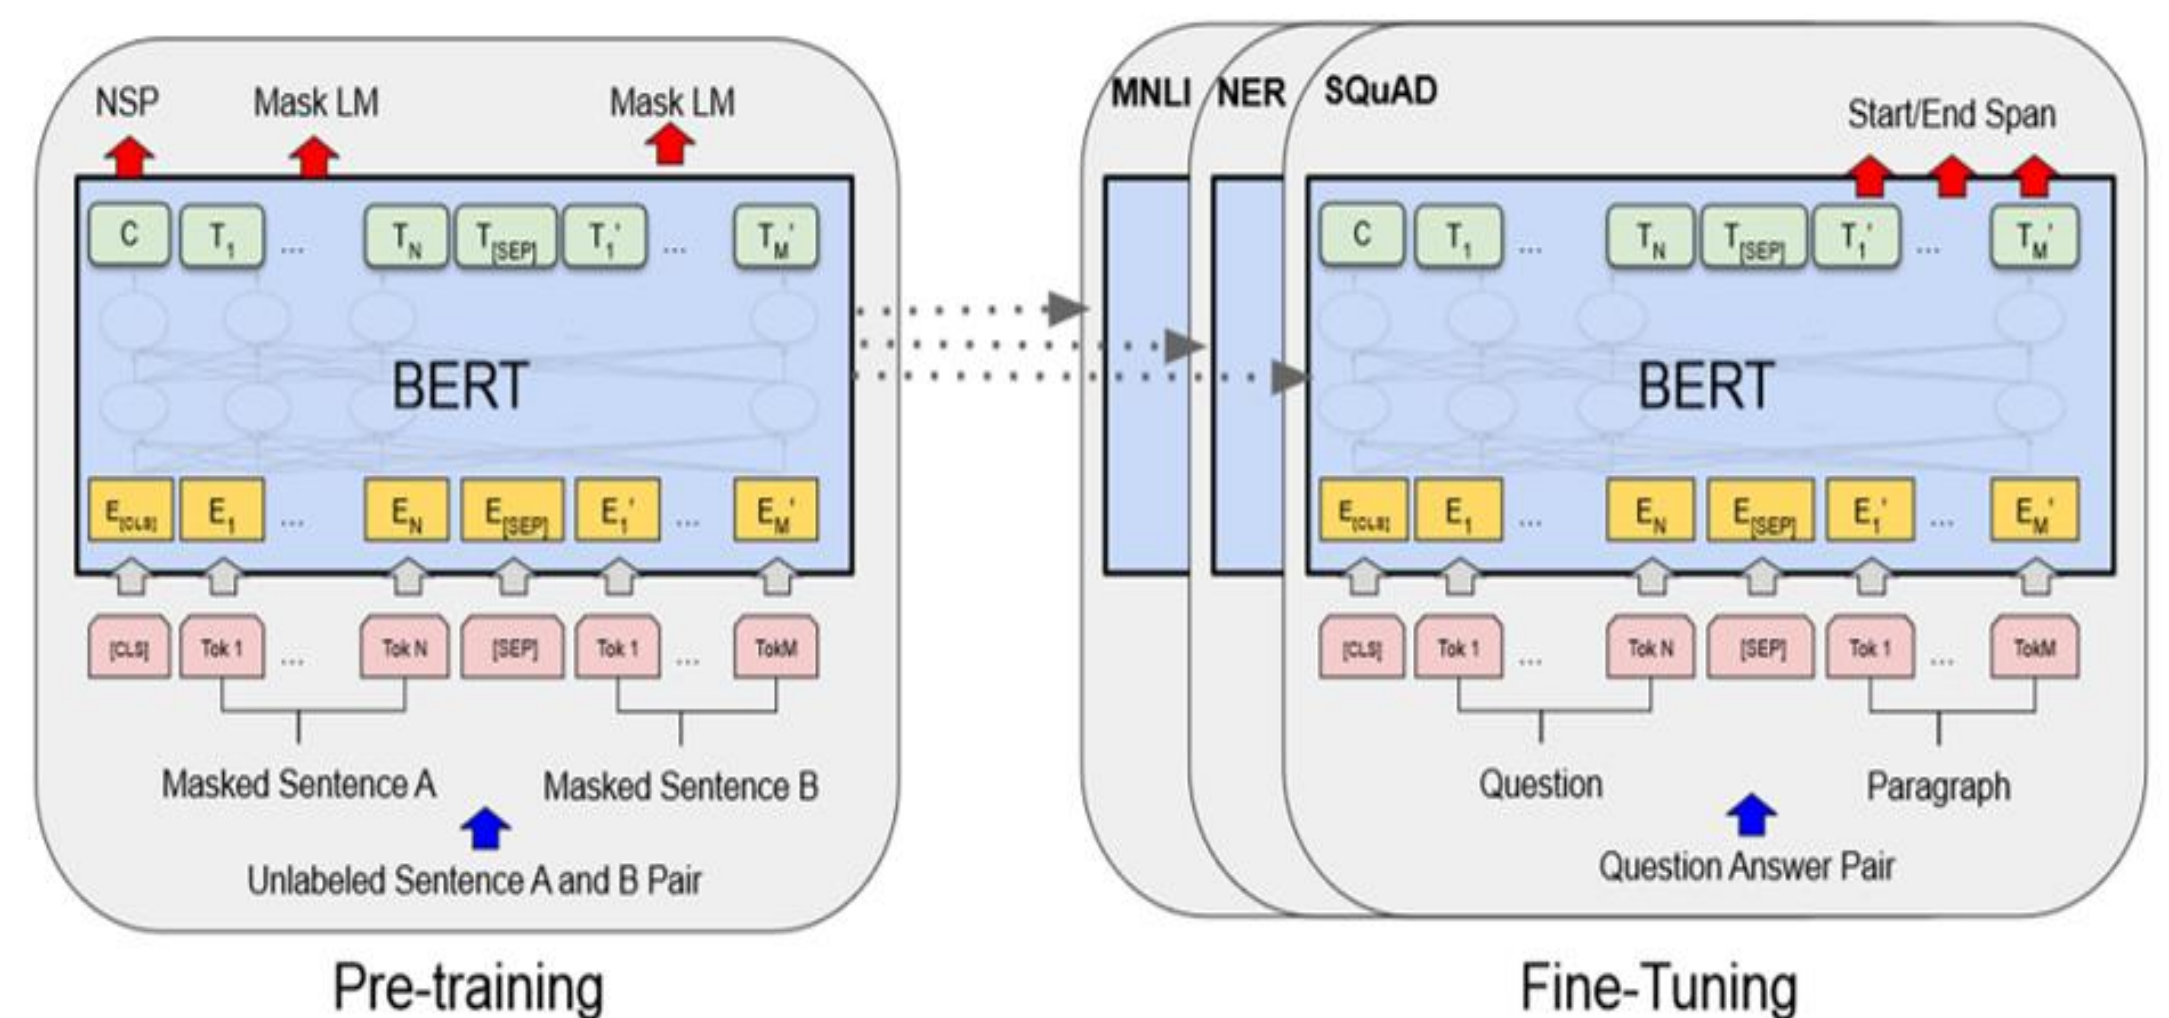 NSP Mask LM Mask LM
C T1 ... TN T[SEP] T1' ... TM'
BERT
E[CLS] E1 ... EN E[SEP] E1' ... EM'
[CLS] Tok 1 ... Tok N [SEP] Tok 1 ... TokM
Masked Sentence A Masked Sentence B
Unlabeled Sentence A and B Pair
Pre-training
MNLI NER SQuAD
Start/End Span
C T1 ... TN T[SEP] T1' ... TM'
BERT
E[CLS] E1 ... EN E[SEP] E1' ... EM'
[CLS] Tok 1 ... Tok N [SEP] Tok 1 ... TokM
Question Paragraph
Question Answer Pair
Fine-Tuning